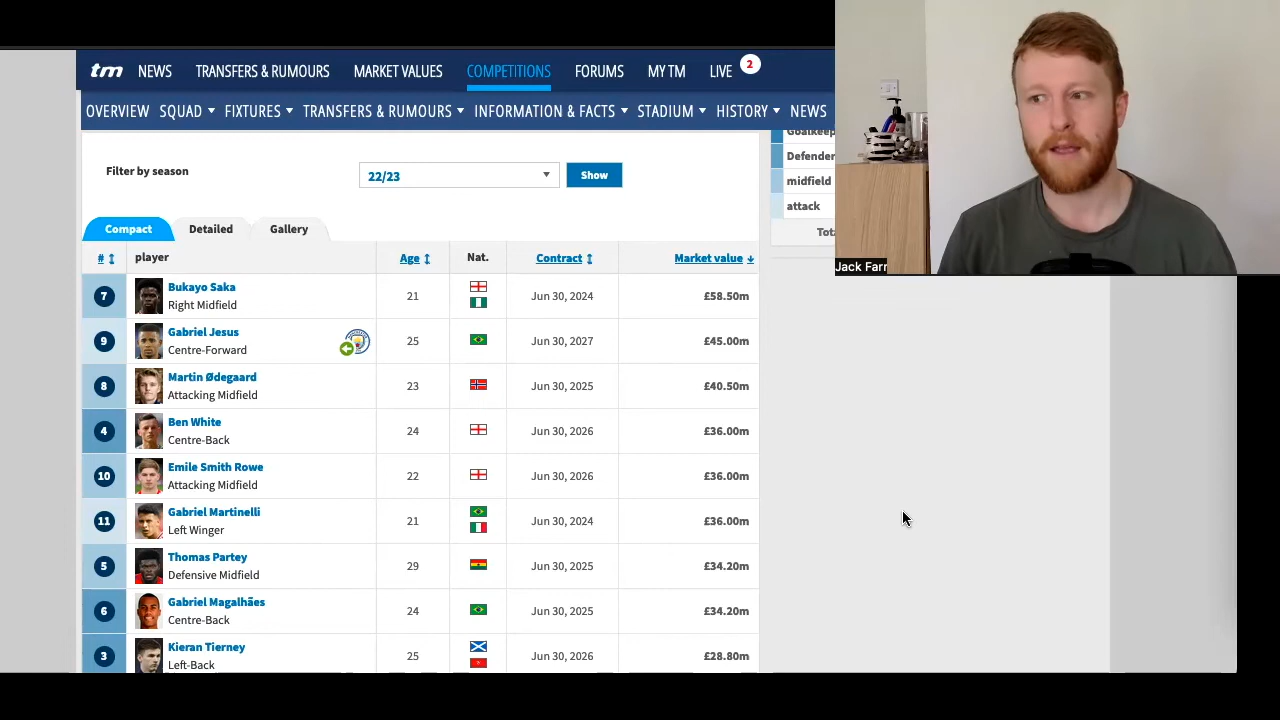 tm NEWS TRANSFERS & RUMOURS MARKET VALUES COMPETITIONS FORUMS MY TM LIVE 2
OVERVIEW SQUAD FIXTURES TRANSFERS & RUMOURS INFORMATION & FACTS STADIUM HISTORY NEWS
Goalkeep
Defender
midfield
attack
Tot
Filter by season 22/23 Show
Compact Detailed Gallery
# player Age Nat. Contract Market value
7 Bukayo Saka 21 Jun 30, 2024 £58.50m
Right Midfield
9 Gabriel Jesus 25 Jun 30, 2027 £45.00m
Centre-Forward
8 Martin Ødegaard 23 Jun 30, 2025 £40.50m
Attacking Midfield
4 Ben White 24 Jun 30, 2026 £36.00m
Centre-Back
10 Emile Smith Rowe 22 Jun 30, 2026 £36.00m
Attacking Midfield
11 Gabriel Martinelli 21 Jun 30, 2024 £36.00m
Left Winger
5 Thomas Partey 29 Jun 30, 2025 £34.20m
Defensive Midfield
6 Gabriel Magalhães 24 Jun 30, 2025 £34.20m
Centre-Back
3 Kieran Tierney 25 Jun 30, 2026 £28.80m
Left-Back
Jack Farr